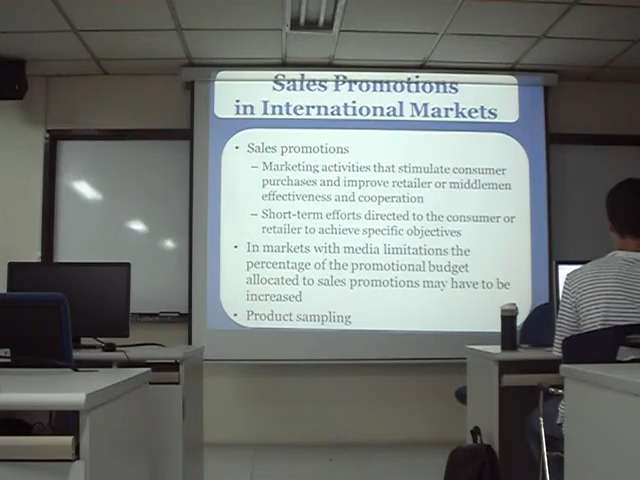 Sales Promotions
in International Markets
• Sales promotions
– Marketing activities that stimulate consumer
purchases and improve retailer or middlemen
effectiveness and cooperation
– Short-term efforts directed to the consumer or
retailer to achieve specific objectives
• In markets with media limitations the
percentage of the promotional budget
allocated to sales promotions may have to be
increased
• Product sampling